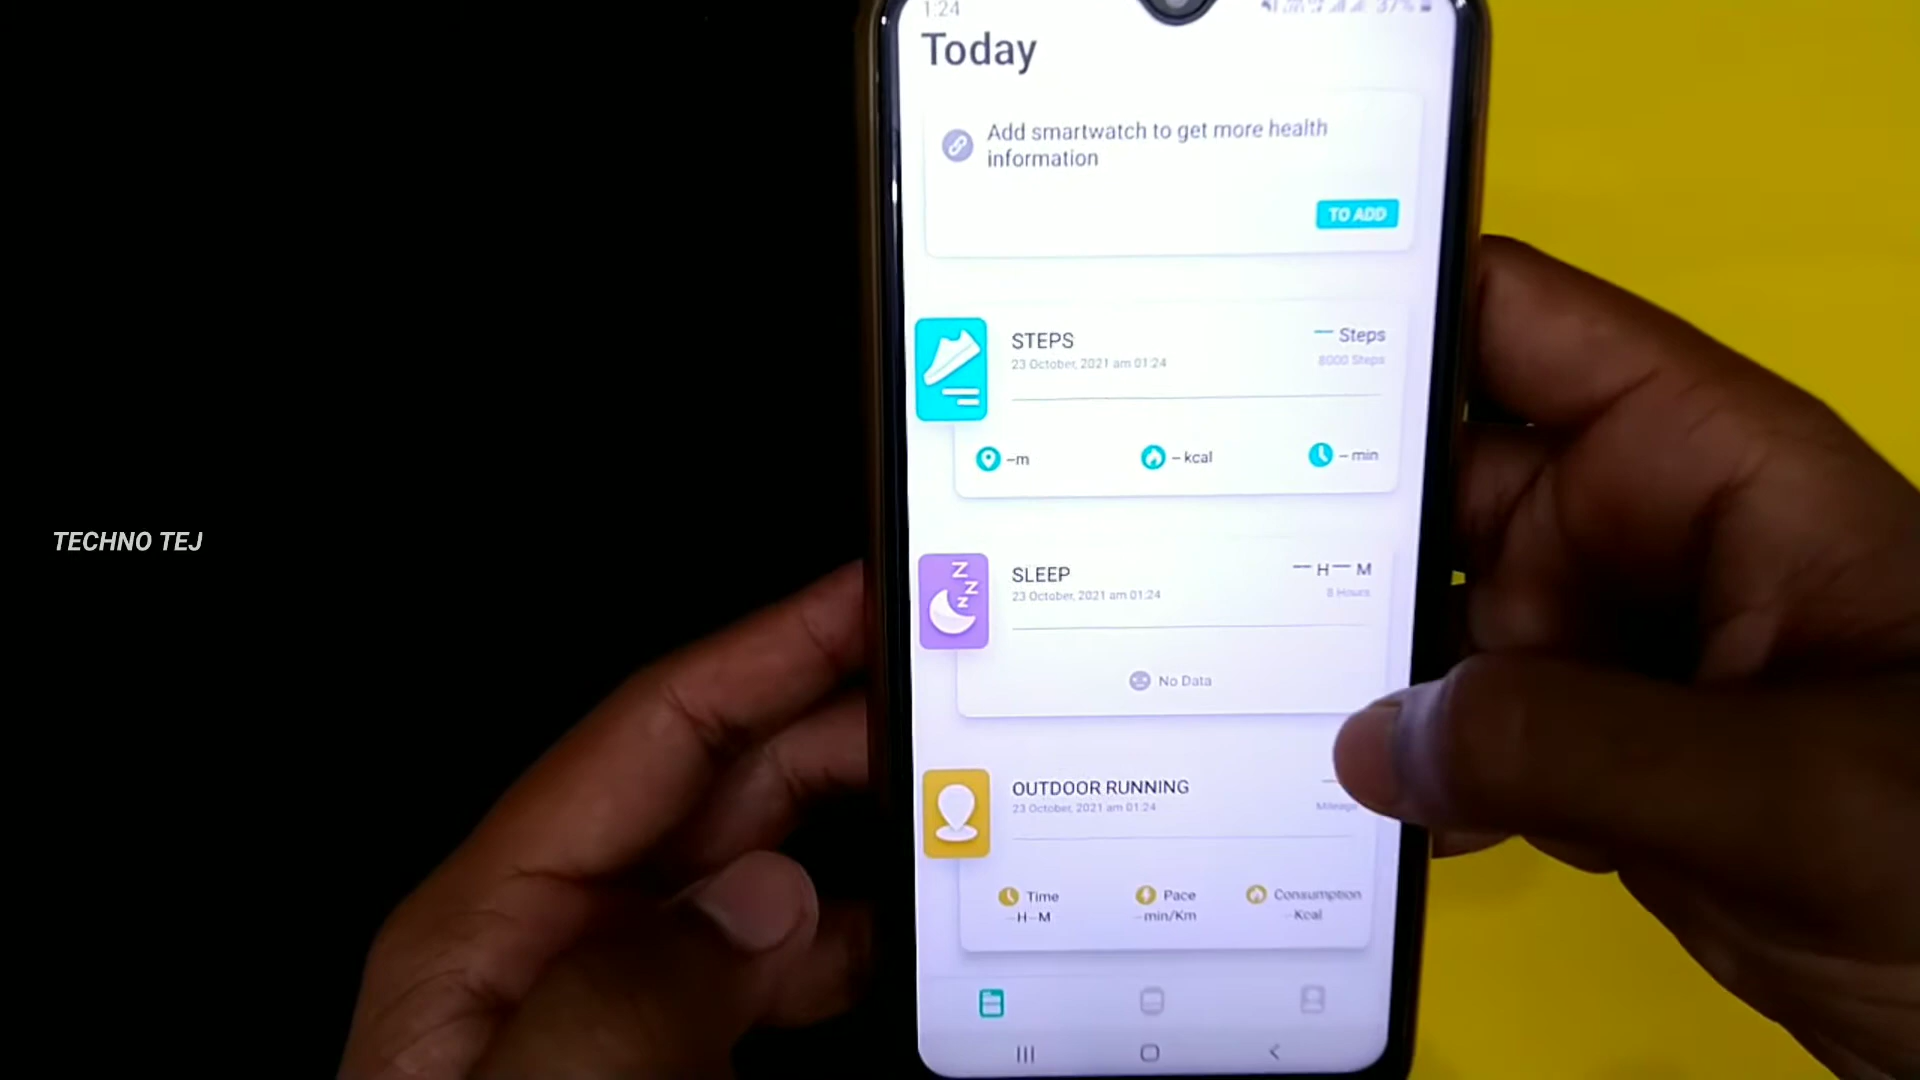 1:24
37%
Today
Add smartwatch to get more health
information
TO ADD
STEPS
— Steps
23 October, 2021 am 01:24
8000 Steps
–m
– kcal
– min
TECHNO TEJ
SLEEP
— H — M
23 October, 2021 am 01:24
8 Hours
No Data
OUTDOOR RUNNING
23 October, 2021 am 01:24
Mileage
Time
Pace
Consumption
–H–M
–min/Km
–Kcal